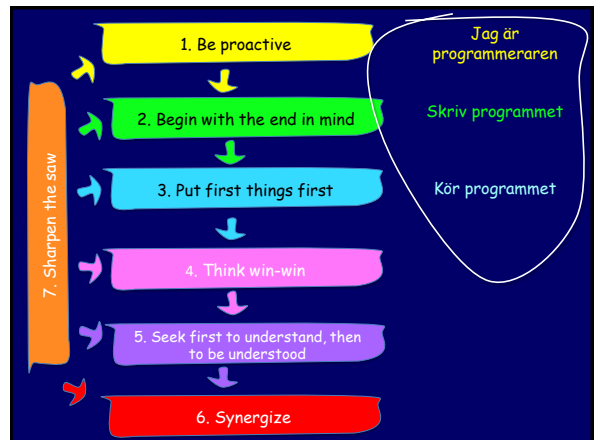 1. Be proactive
Jag är
programmeraren
2. Begin with the end in mind
Skriv programmet
3. Put first things first
Kör programmet
4. Think win-win
5. Seek first to understand, then
to be understood
6. Synergize
7. Sharpen the saw